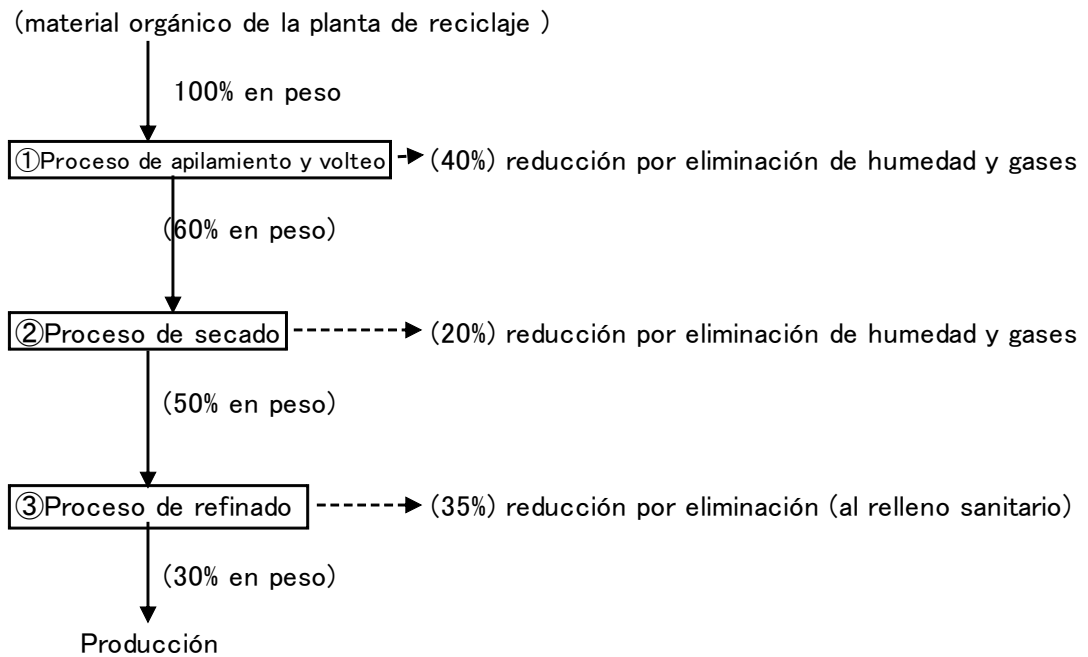 (material orgánico de la planta de reciclaje )
100% en peso
①Proceso de apilamiento y volteo
(40%) reducción por eliminación de humedad y gases
(60% en peso)
②Proceso de secado
(20%) reducción por eliminación de humedad y gases
(50% en peso)
③Proceso de refinado
(35%) reducción por eliminación (al relleno sanitario)
(30% en peso)
Producción